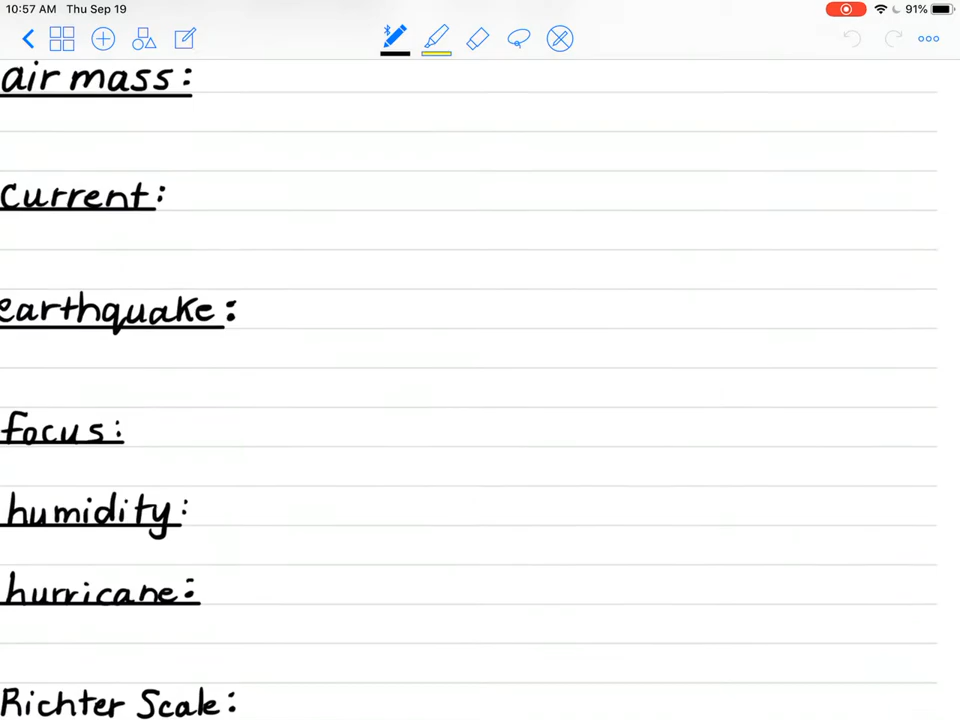 10:57 AM Thu Sep 19 91%
air mass:
Current:
earthquake:
focus:
humidity:
hurricane:
Richter Scale: